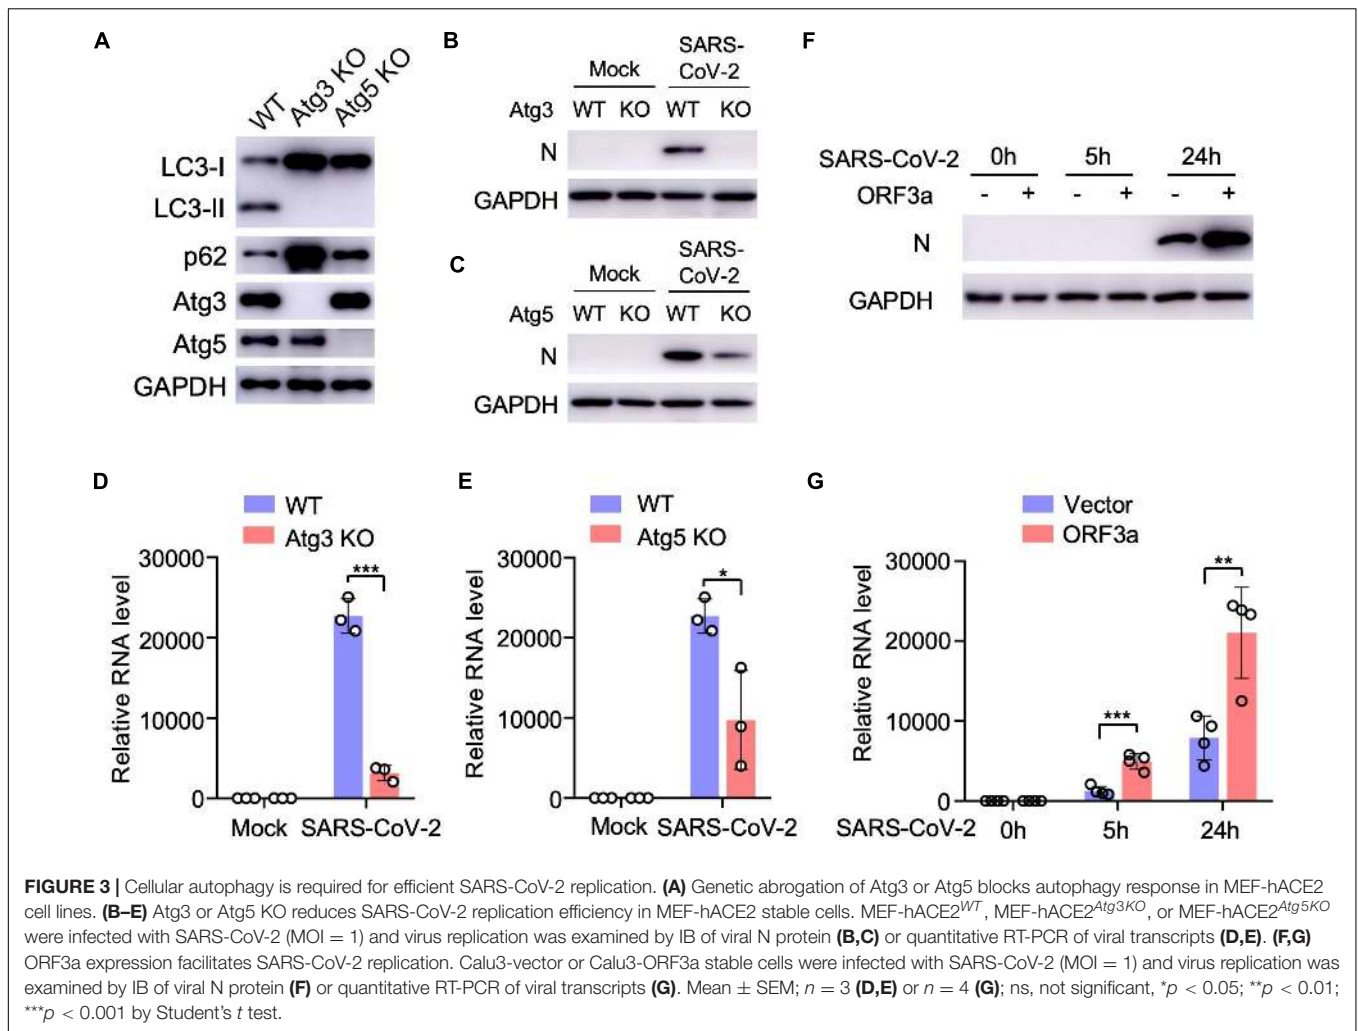 A
WT Atg3 KO Atg5 KO
LC3-I
LC3-II
p62
Atg3
Atg5
GAPDH
B
Mock SARS-
CoV-2
Atg3 WT KO WT KO
N
GAPDH
C
Mock SARS-
CoV-2
Atg5 WT KO WT KO
N
GAPDH
F
SARS-CoV-2 0h 5h 24h
ORF3a - + - + - +
N
GAPDH
D
WT
Atg3 KO
Relative RNA level
30000
20000
10000
0
***
Mock SARS-CoV-2
E
WT
Atg5 KO
Relative RNA level
30000
20000
10000
0
*
Mock SARS-CoV-2
G
Vector
ORF3a
Relative RNA level
30000
20000
10000
0
***
**
SARS-CoV-2 0h 5h 24h
FIGURE 3 | Cellular autophagy is required for efficient SARS-CoV-2 replication. (A) Genetic abrogation of Atg3 or Atg5 blocks autophagy response in MEF-hACE2
cell lines. (B–E) Atg3 or Atg5 KO reduces SARS-CoV-2 replication efficiency in MEF-hACE2 stable cells. MEF-hACE2WT, MEF-hACE2Atg3KO, or MEF-hACE2Atg5KO
were infected with SARS-CoV-2 (MOI = 1) and virus replication was examined by IB of viral N protein (B,C) or quantitative RT-PCR of viral transcripts (D,E). (F,G)
ORF3a expression facilitates SARS-CoV-2 replication. Calu3-vector or Calu3-ORF3a stable cells were infected with SARS-CoV-2 (MOI = 1) and virus replication was
examined by IB of viral N protein (F) or quantitative RT-PCR of viral transcripts (G). Mean ± SEM; n = 3 (D,E) or n = 4 (G); ns, not significant, *p < 0.05; **p < 0.01;
***p < 0.001 by Student's t test.